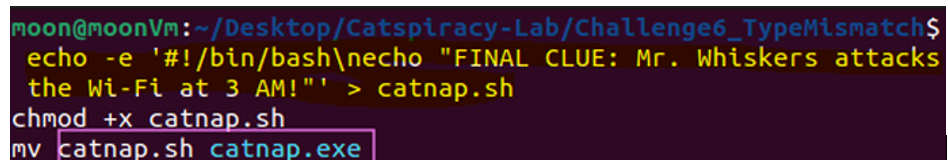 moon@moonVm:~/Desktop/Catspiracy-Lab/Challenge6_TypeMismatch$
echo -e '#!/bin/bash\necho "FINAL CLUE: Mr. Whiskers attacks
the Wi-Fi at 3 AM!"' > catnap.sh
chmod +x catnap.sh
mv catnap.sh catnap.exe